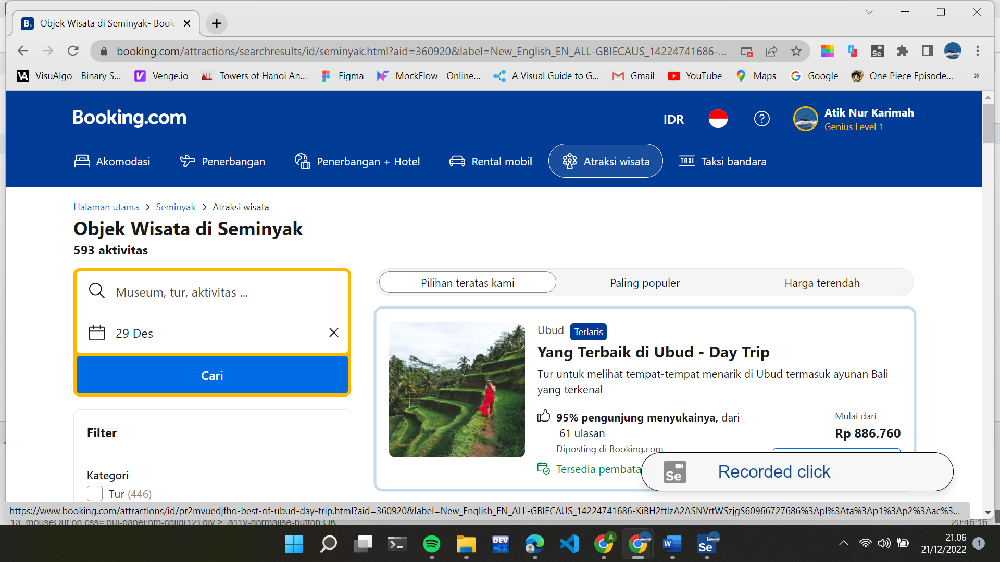 Objek Wisata di Seminyak- Booki
booking.com/attractions/searchresults/id/seminyak.html?aid=360920&label=New_English_EN_ALL-GBIECAUS_14224741686-...
VisuAlgo - Binary S...
Venge.io
Towers of Hanoi An...
Figma
MockFlow - Online...
A Visual Guide to G...
Gmail
YouTube
Maps
Google
One Piece Episode...
»
Booking.com
IDR
Atik Nur Karimah
Genius Level 1
Akomodasi
Penerbangan
Penerbangan + Hotel
Rental mobil
Atraksi wisata
TAXI Taksi bandara
Halaman utama > Seminyak > Atraksi wisata
Objek Wisata di Seminyak
593 aktivitas
Museum, tur, aktivitas ...
29 Des
Cari
Filter
Kategori
Tur (446)
Pilihan teratas kami
Paling populer
Harga terendah
Ubud Terlaris
Yang Terbaik di Ubud - Day Trip
Tur untuk melihat tempat-tempat menarik di Ubud termasuk ayunan Bali
yang terkenal
95% pengunjung menyukainya, dari
61 ulasan
Diposting di Booking.com
Mulai dari
Rp 886.760
Tersedia pembata
Se Recorded click
https://www.booking.com/attractions/id/pr2mvuedjfho-best-of-ubud-day-trip.html?aid=360920&label=New_English_EN_ALL-GBIECAUS_14224741686-KiBH2ftIzA2ASNVrtWSzjgS60966727686%3Apl%3Ata%3Ap1%3Ap2%3Aac%3...
13. mouseOut on css=.bui-panel:nth-child(12) div > .a11y-normalise-button OK
20:46:16
21.06
21/12/2022
1